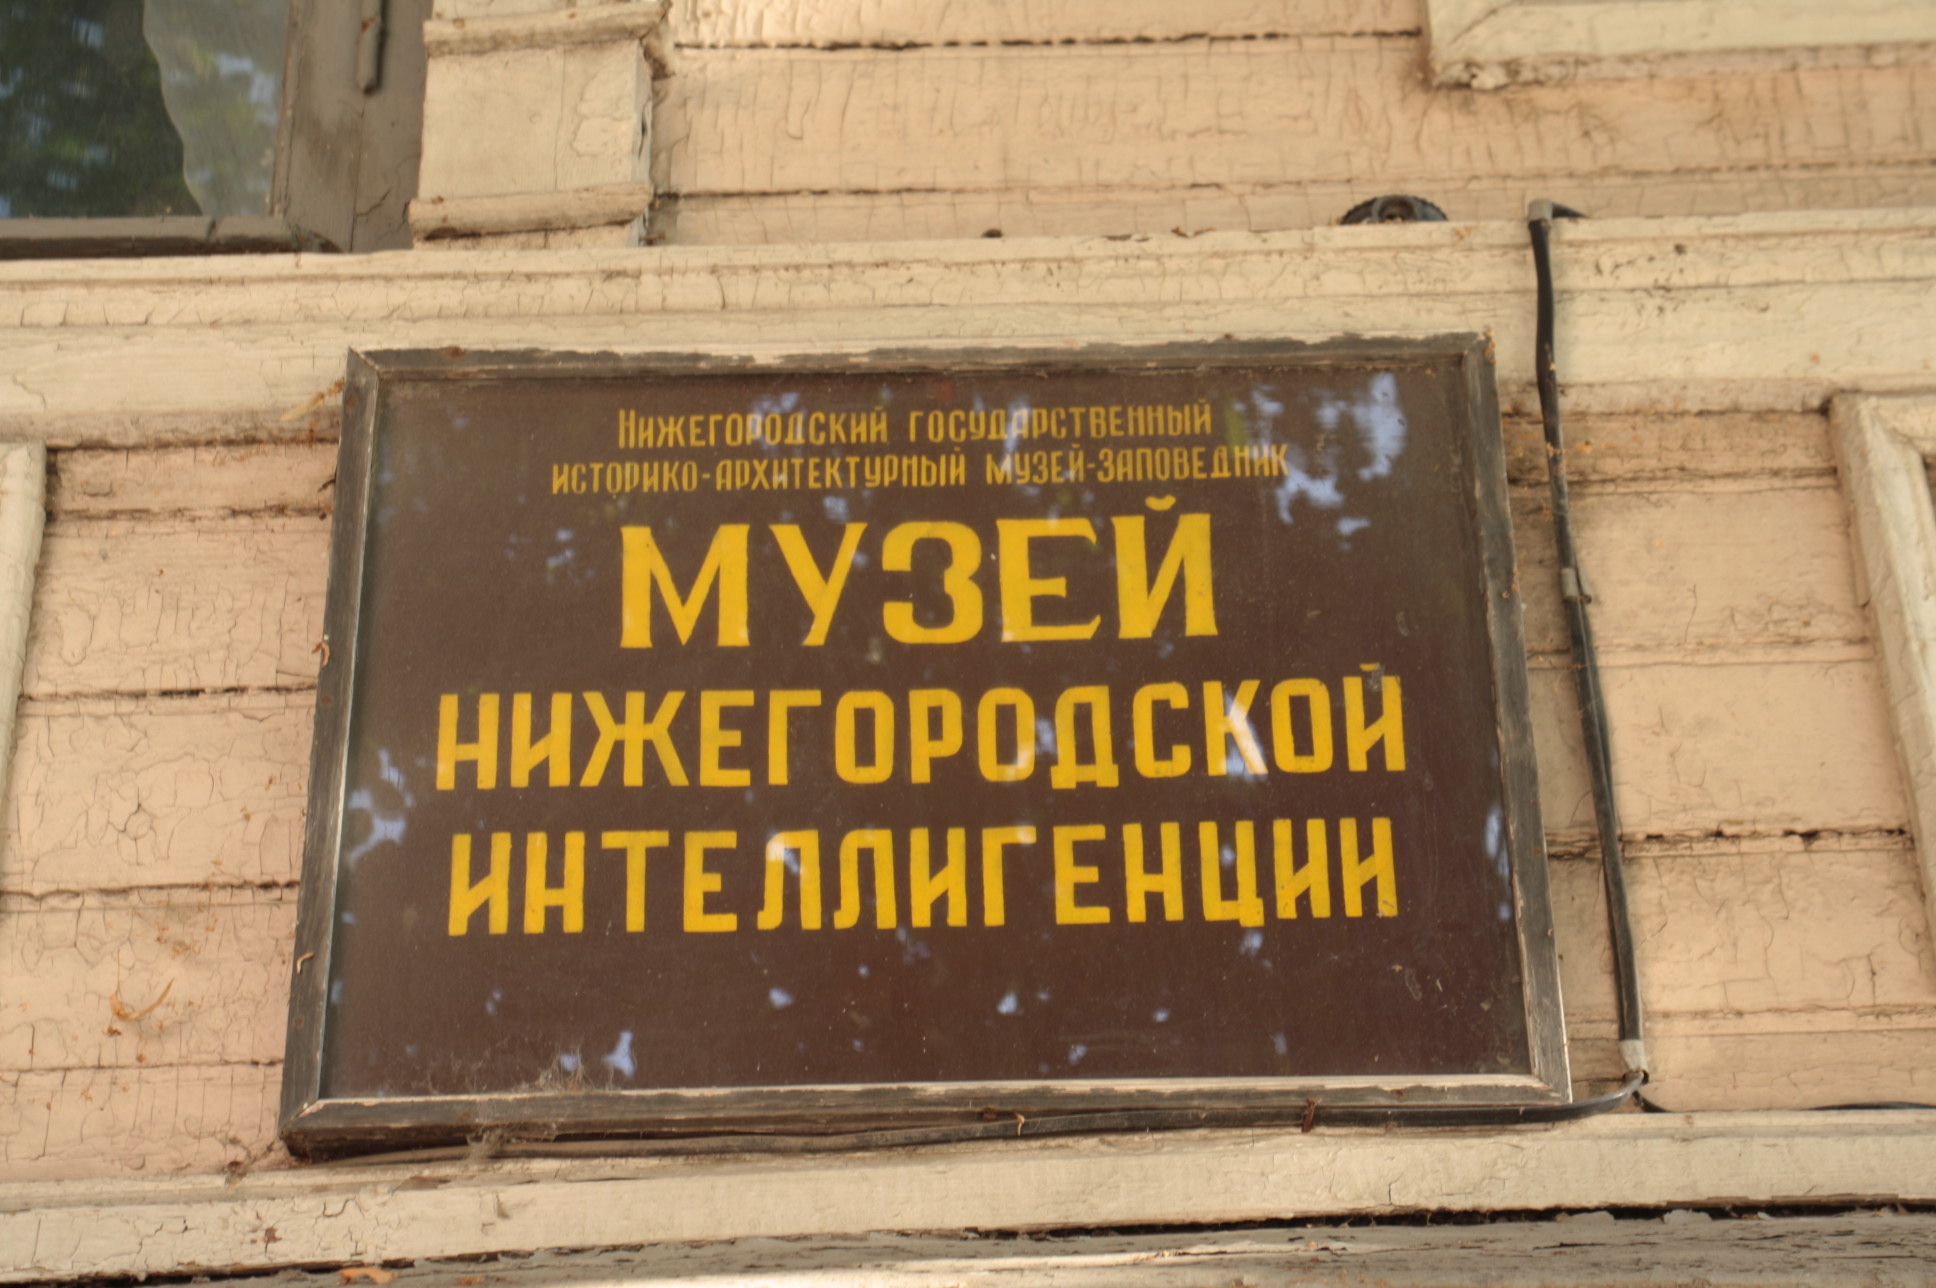 Нижегородский государственный
историко-архитектурный музей-заповедник
МУЗЕЙ
НИЖЕГОРОДСКОЙ
ИНТЕЛЛИГЕНЦИИ